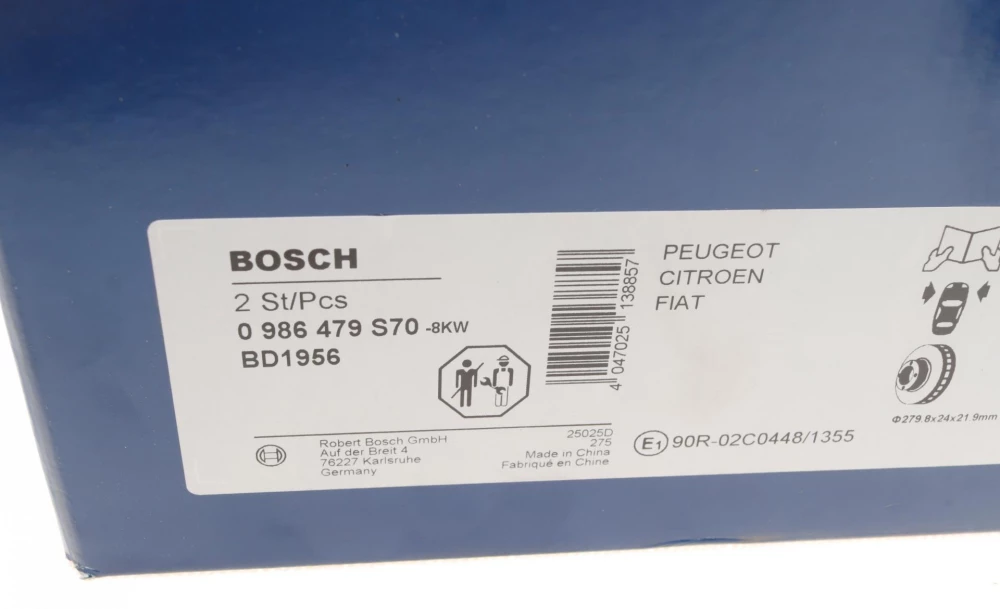 BOSCH
2 St/Pcs
0 986 479 S70 -8KW
BD1956
Robert Bosch GmbH
Auf der Breit 4
76227 Karlsruhe
Germany
25025D
275
Made in China
Fabriqué en Chine
4 047025 138857
PEUGEOT
CITROEN
FIAT
E1 90R-02C0448/1355
Φ279.8x24x21.9mm